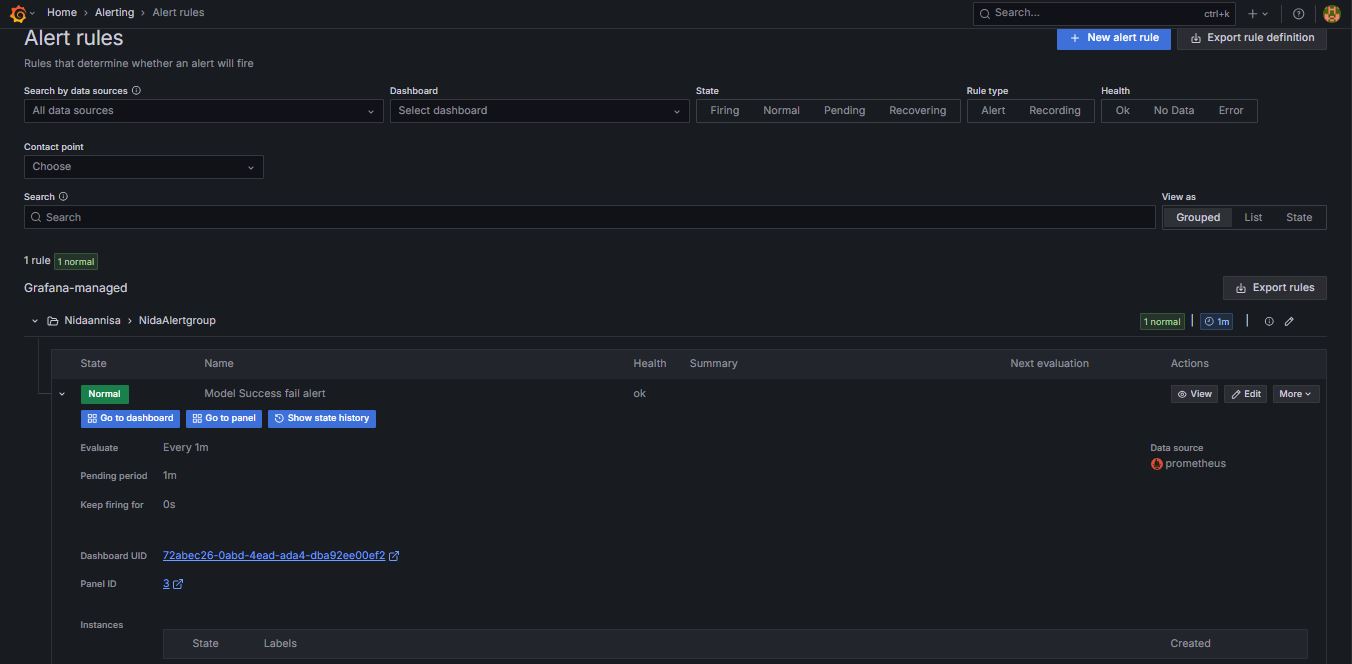 Home › Alerting › Alert rules
Search... ctrl+k
Alert rules
New alert rule
Export rule definition
Rules that determine whether an alert will fire
Search by data sources Dashboard State Rule type Health
All data sources Select dashboard Firing Normal Pending Recovering Alert Recording Ok No Data Error
Contact point
Choose
Search View as
Search Grouped List State
1 rule 1 normal
Grafana-managed Export rules
Nidaannisa › NidaAlertgroup 1 normal | 1m |
State Name Health Summary Next evaluation Actions
Normal Model Success fail alert ok View Edit More
Go to dashboard Go to panel Show state history
Evaluate Every 1m Data source
prometheus
Pending period 1m
Keep firing for 0s
Dashboard UID 72abec26-0abd-4ead-ada4-dba92ee00ef2
Panel ID 3
Instances
State Labels Created